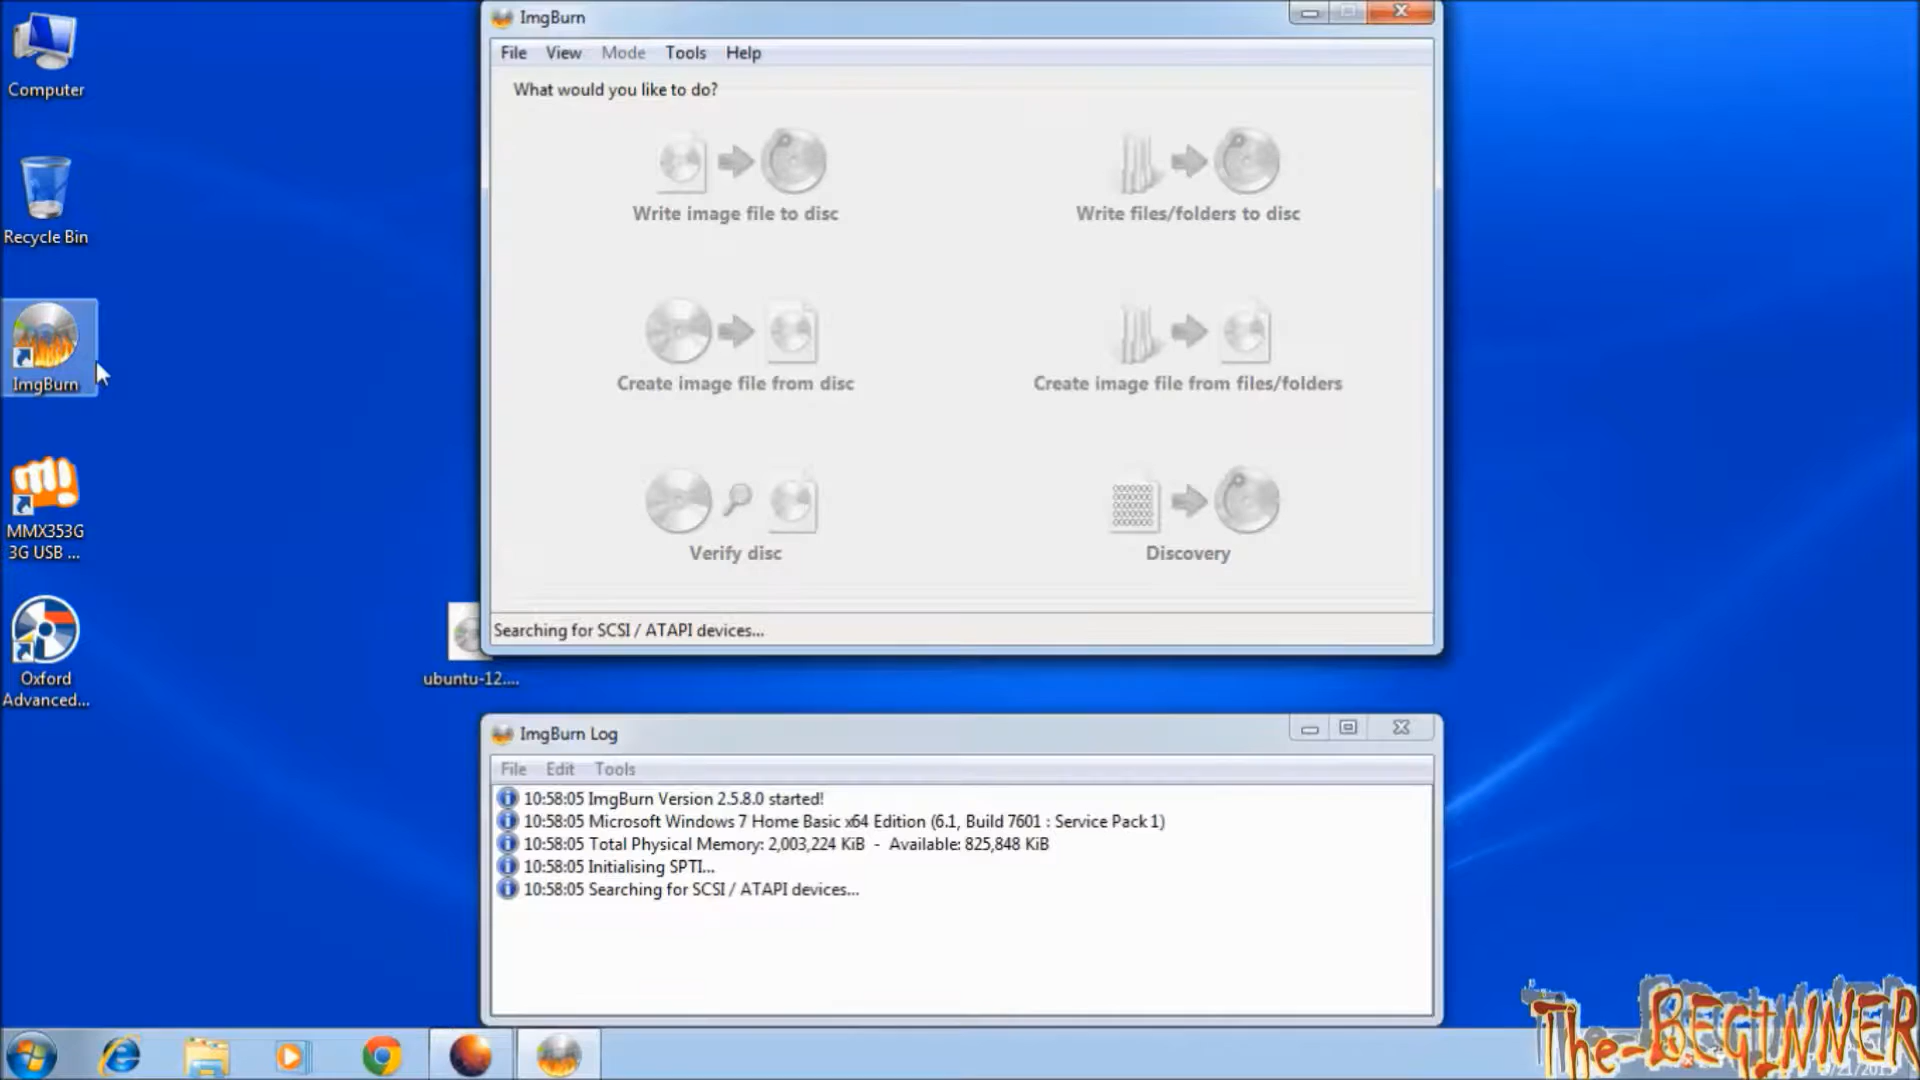 Computer
Recycle Bin
ImgBurn
MMX353G
3G USB ...
Oxford
Advanced...
ubuntu-12....
ImgBurn
File View Mode Tools Help
What would you like to do?
Write image file to disc
Write files/folders to disc
Create image file from disc
Create image file from files/folders
Verify disc
Discovery
Searching for SCSI / ATAPI devices...
ImgBurn Log
File Edit Tools
10:58:05 ImgBurn Version 2.5.8.0 started!
10:58:05 Microsoft Windows 7 Home Basic x64 Edition (6.1, Build 7601 : Service Pack 1)
10:58:05 Total Physical Memory: 2,003,224 KiB - Available: 825,848 KiB
10:58:05 Initialising SPTI...
10:58:05 Searching for SCSI / ATAPI devices...
The-BEGINNER